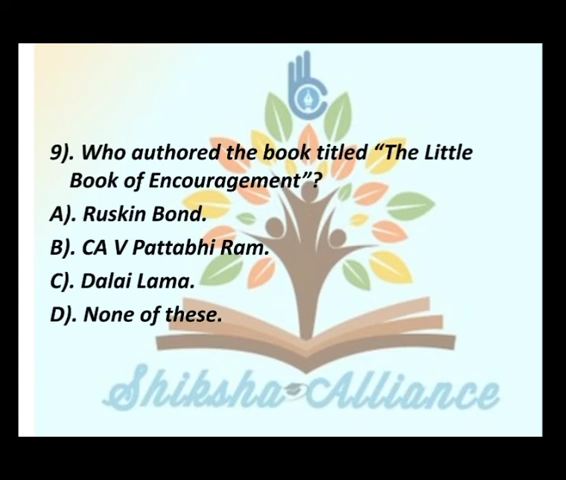 9). Who authored the book titled “The Little
Book of Encouragement”?
A). Ruskin Bond.
B). CA V Pattabhi Ram.
C). Dalai Lama.
D). None of these.
Shiksha Alliance